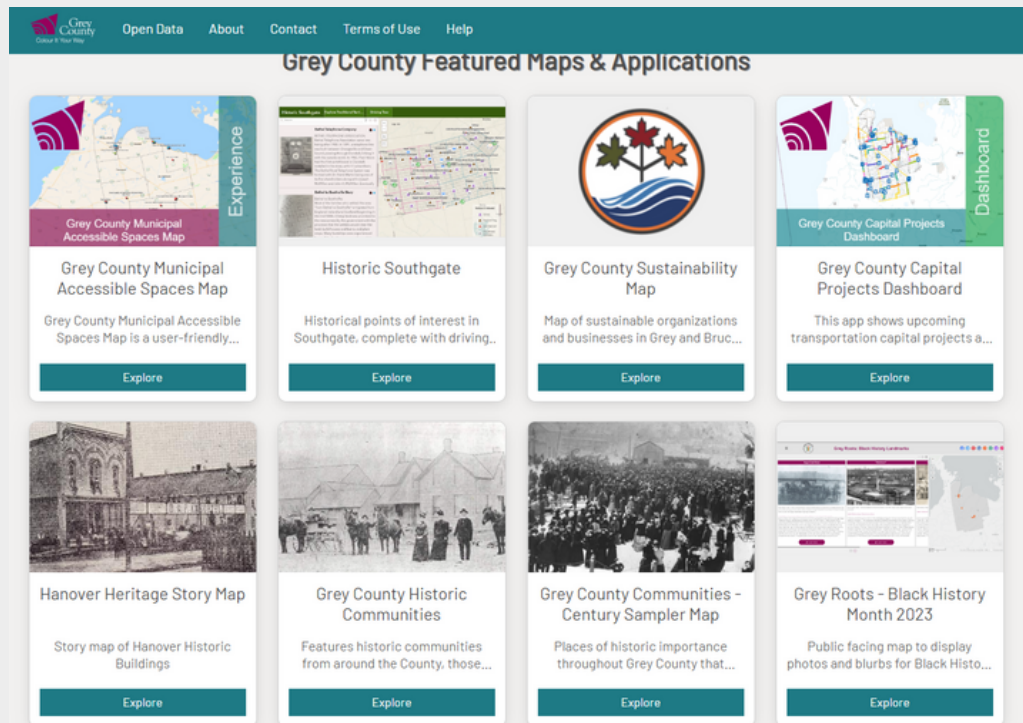 Grey County
Colour It Your Way
Open Data About Contact Terms of Use Help
Grey County Featured Maps & Applications
Experience
Grey County Municipal
Accessible Spaces Map
Historic Southgate
Dashboard
Grey County Capital Projects
Dashboard
Grey County Municipal
Accessible Spaces Map
Grey County Municipal Accessible
Spaces Map is a user-friendly...
Explore
Historic Southgate
Historical points of interest in
Southgate, complete with driving..
Explore
Grey County Sustainability
Map
Map of sustainable organizations
and businesses in Grey and Bruc...
Explore
Grey County Capital
Projects Dashboard
This app shows upcoming
transportation capital projects a...
Explore
Grey Roots: Black History Landmarks
Hanover Heritage Story Map
Story map of Hanover Historic
Buildings
Explore
Grey County Historic
Communities
Features historic communities
from around the County, those...
Explore
Grey County Communities -
Century Sampler Map
Places of historic importance
throughout Grey County that...
Explore
Grey Roots - Black History
Month 2023
Public facing map to display
photos and blurbs for Black Histo...
Explore